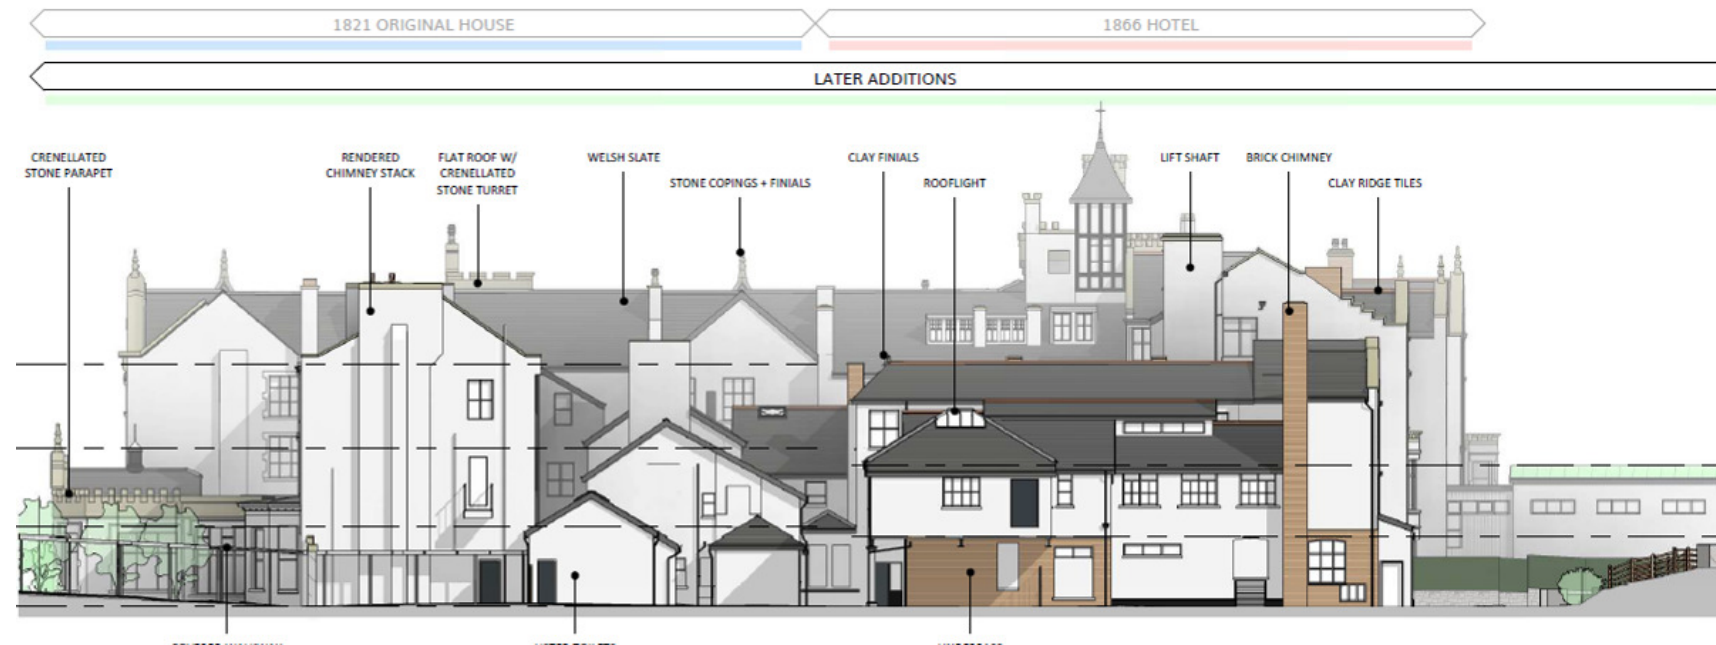 1821 ORIGINAL HOUSE
1866 HOTEL
LATER ADDITIONS
CRENELLATED
STONE PARAPET
RENDERED
CHIMNEY STACK
FLAT ROOF W/
CRENELLATED
STONE TURRET
WELSH SLATE
STONE COPINGS + FINIALS
CLAY FINIALS
ROOFLIGHT
LIFT SHAFT
BRICK CHIMNEY
CLAY RIDGE TILES